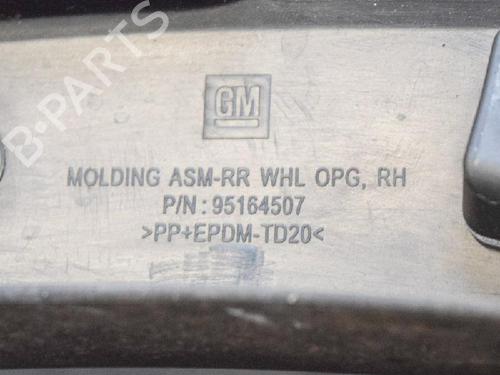 B-PARTS
GM
MOLDING ASM-RR WHL OPG, RH
P/N : 95164507
>PP+EPDM-TD20<